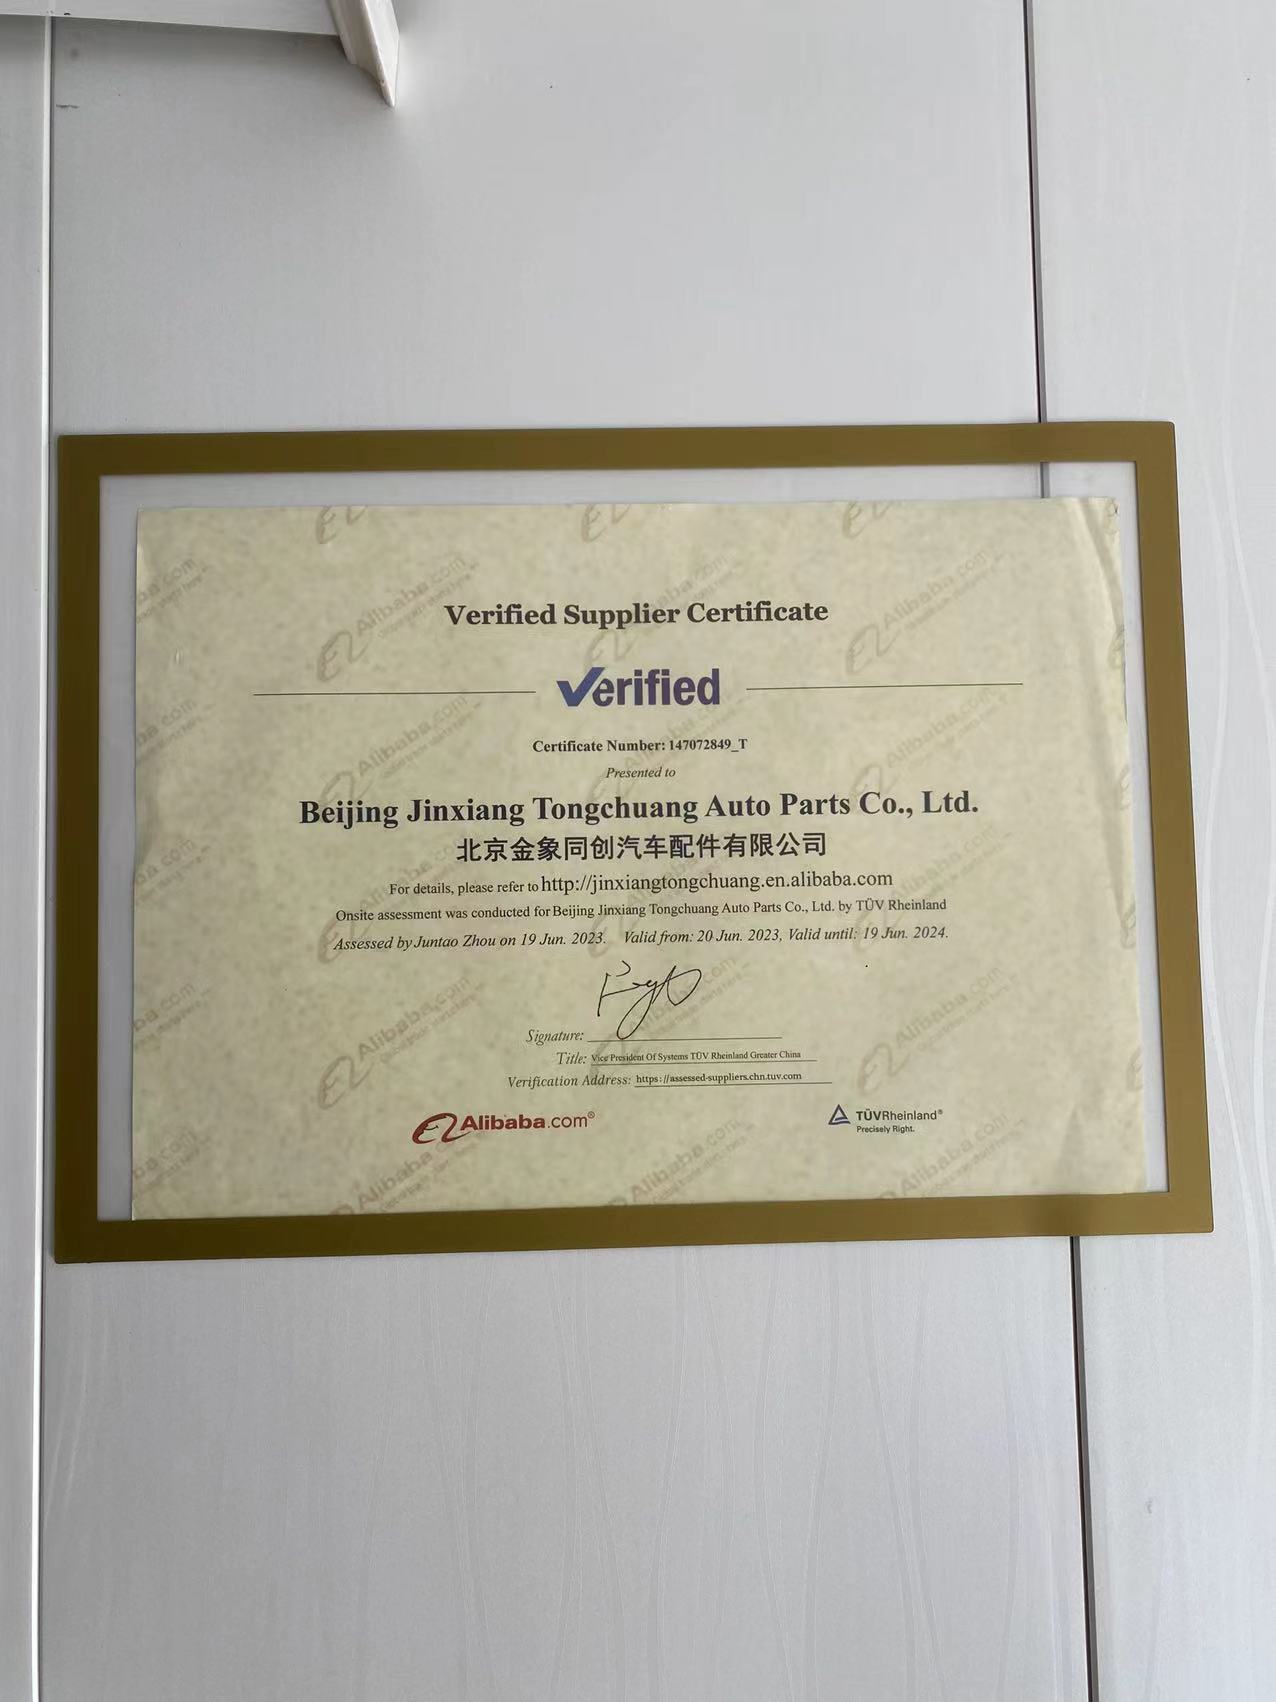 Verified Supplier Certificate
Verified
Certificate Number: 147072849_T
Presented to
Beijing Jinxiang Tongchuang Auto Parts Co., Ltd.
北京金象同创汽车配件有限公司
For details, please refer to http://jinxiangtongchuang.en.alibaba.com
Onsite assessment was conducted for Beijing Jinxiang Tongchuang Auto Parts Co., Ltd. by TÜV Rheinland
Assessed by Juntao Zhou on 19 Jun. 2023. Valid from: 20 Jun. 2023, Valid until: 19 Jun. 2024.
Signature:
Title: Vice President Of Systems TÜV Rheinland Greater China
Verification Address: https://assessed-suppliers.chn.tuv.com
Alibaba.com®
TÜVRheinland®
Precisely Right.